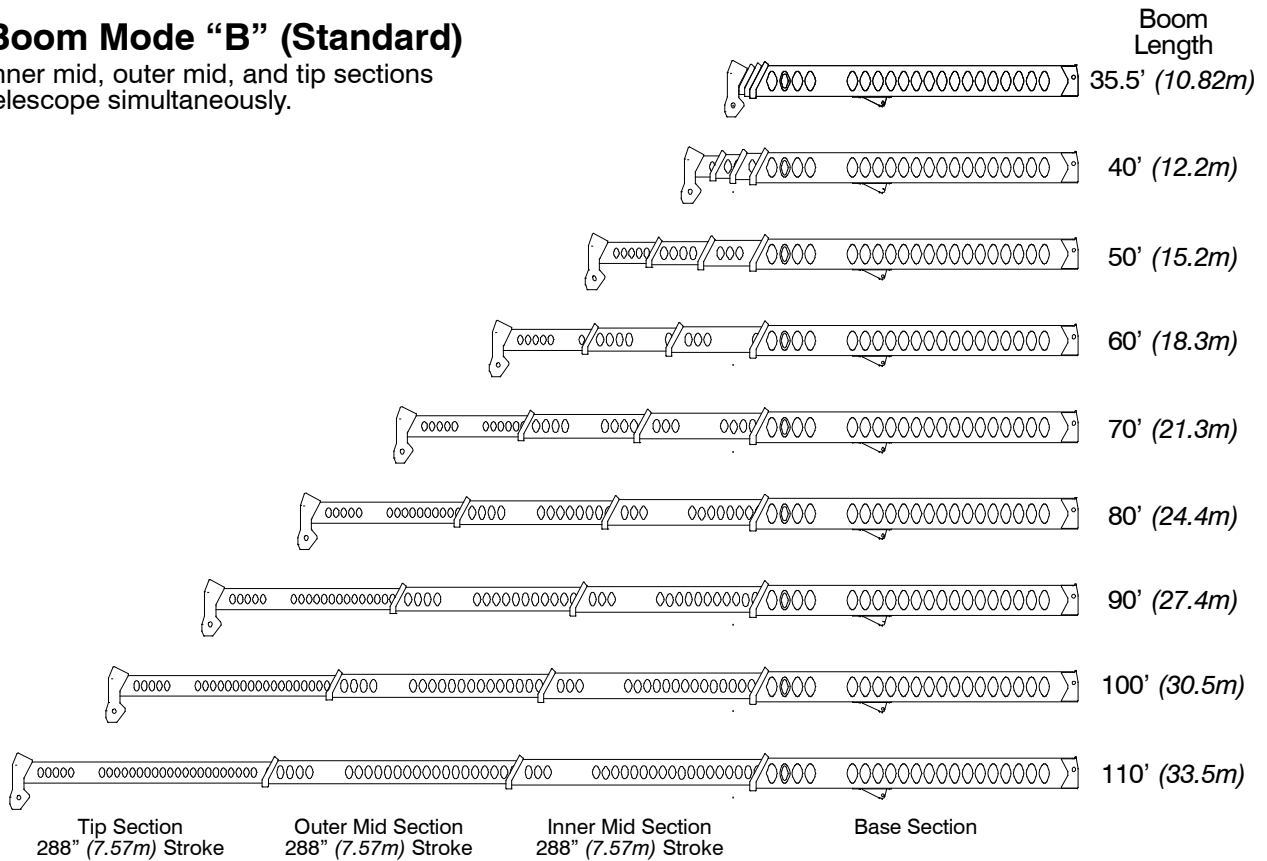 Boom Mode “B” (Standard)
nner mid, outer mid, and tip sections
elescope simultaneously.
Boom
Length
35.5’ (10.82m)
40’ (12.2m)
50’ (15.2m)
60’ (18.3m)
70’ (21.3m)
80’ (24.4m)
90’ (27.4m)
100’ (30.5m)
110’ (33.5m)
Tip Section
288” (7.57m) Stroke
Outer Mid Section
288” (7.57m) Stroke
Inner Mid Section
288” (7.57m) Stroke
Base Section